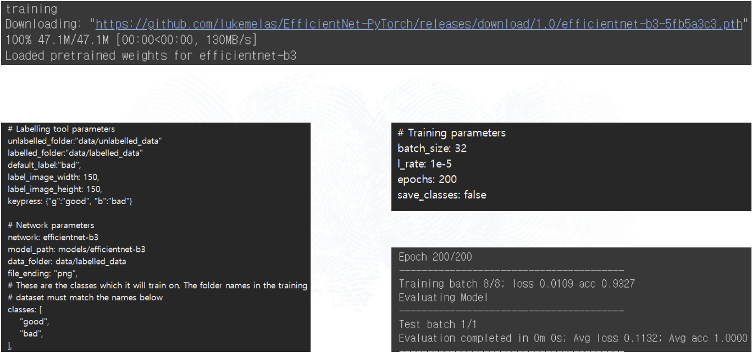 training
Downloading: "https://github.com/lukemelas/EfficientNet-PyTorch/releases/download/1.0/efficientnet-b3-5fb5a3c3.pth"
100% 47.1M/47.1M [00:00<00:00, 130MB/s]
Loaded pretrained weights for efficientnet-b3
# Labelling tool parameters
unlabelled_folder:"data/unlabelled_data"
labelled_folder:"data/labelled_data"
default_label:"bad",
label_image_width: 150,
label_image_height: 150,
keypress: {"g":"good", "b":"bad"}
# Network parameters
network: efficientnet-b3
model_path: models/efficientnet-b3
data_folder: data/labelled_data
file_ending: "png",
# These are the classes which it will train on. The folder names in the training
# dataset must match the names below
classes: [
"good",
"bad",
],
# Training parameters
batch_size: 32
l_rate: 1e-5
epochs: 200
save_classes: false
Epoch 200/200
----------------------------------------
Training batch 8/8; loss 0.0109 acc 0.9827
Evaluating Model
----------------------------------------
Test batch 1/1
Evaluation completed in 0m 0s; Avg loss 0.1132; Avg acc 1.0000
----------------------------------------